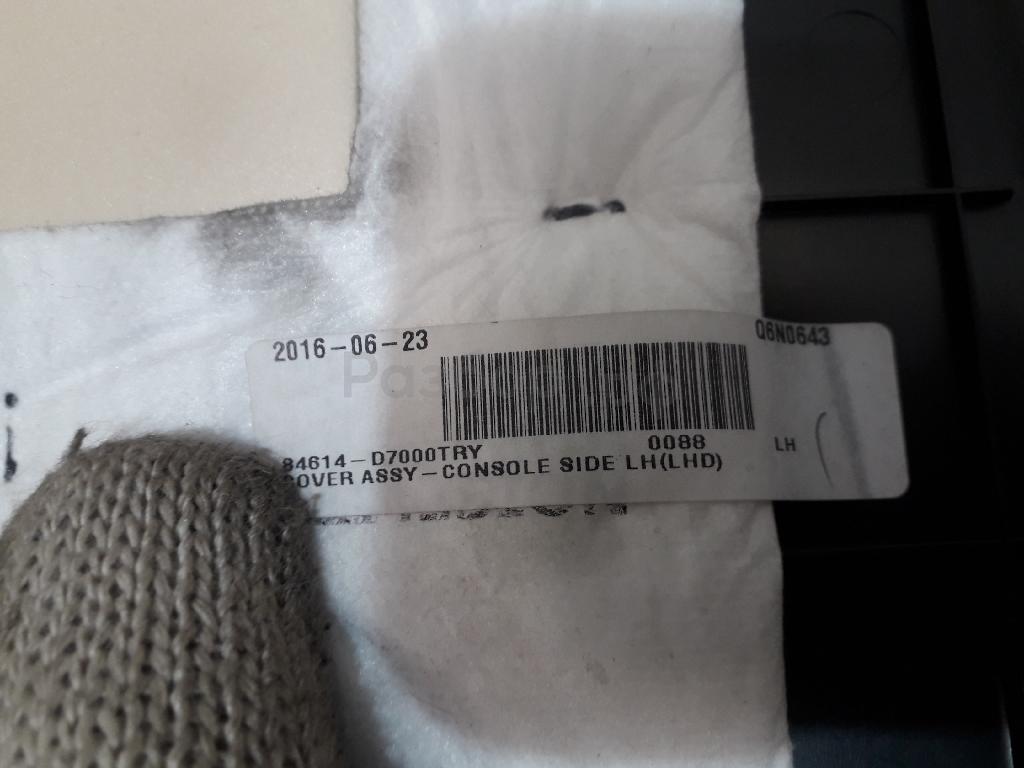 2016-06-23
Q6N0643
84614-D7000TRY
0088
LH
COVER ASSY-CONSOLE SIDE LH(LHD)